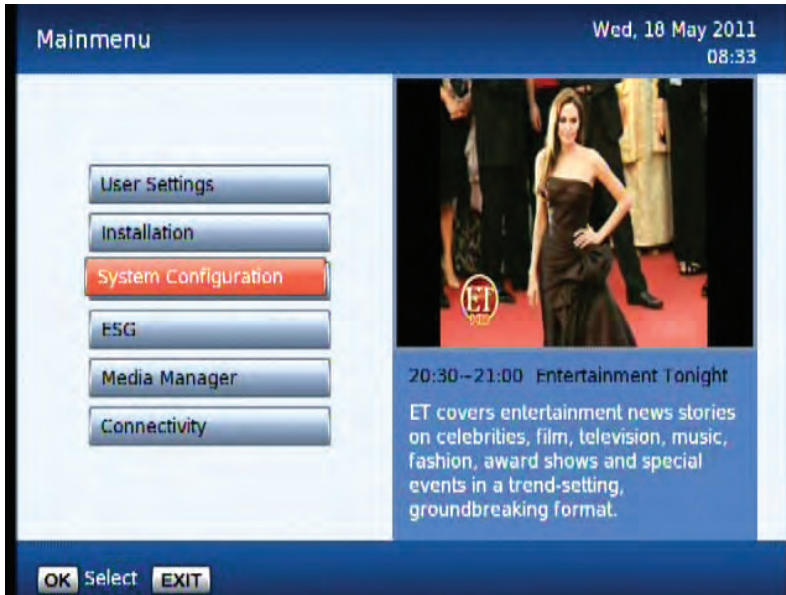 Mainmenu
Wed, 18 May 2011
08:33
User Settings
Installation
System Configuration
ESG
Media Manager
Connectivity
ET
20:30--21:00 Entertainment Tonight
ET covers entertainment news stories
on celebrities, film, television, music,
fashion, award shows and special
events in a trend-setting,
groundbreaking format.
OK Select EXIT